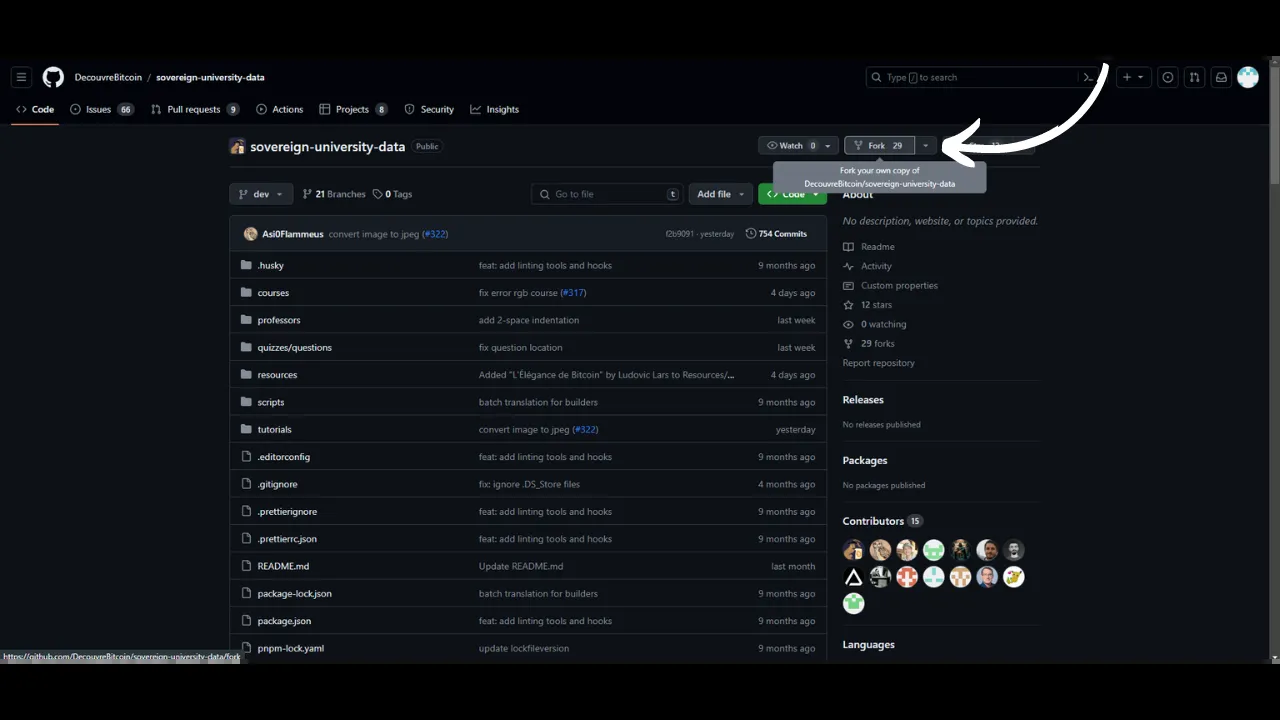 DecouvreBitcoin / sovereign-university-data
Type / to search
Code Issues 66 Pull requests 9 Actions Projects 8 Security Insights
sovereign-university-data Public
Watch 0 Fork 29
Fork your own copy of
DecouvreBitcoin/sovereign-university-data
dev 21 Branches 0 Tags Go to file t Add file Code
About
No description, website, or topics provided.
Asi0Flammeus convert image to jpeg (#322) f2b9091 · yesterday 754 Commits
.husky feat: add linting tools and hooks 9 months ago
courses fix error rgb course (#317) 4 days ago
professors add 2-space indentation last week
quizzes/questions fix question location last week
resources Added "L'Élégance de Bitcoin" by Ludovic Lars to Resources/... 4 days ago
scripts batch translation for builders 9 months ago
tutorials convert image to jpeg (#322) yesterday
.editorconfig feat: add linting tools and hooks 9 months ago
.gitignore fix: ignore .DS_Store files 4 months ago
.prettierignore feat: add linting tools and hooks 9 months ago
.prettierrc.json feat: add linting tools and hooks 9 months ago
README.md Update README.md last month
package-lock.json batch translation for builders 9 months ago
package.json feat: add linting tools and hooks 9 months ago
pnpm-lock.yaml update lockfileversion 9 months ago
Readme
Activity
Custom properties
12 stars
0 watching
29 forks
Report repository
Releases
No releases published
Packages
No packages published
Contributors 15
Languages
https://github.com/DecouvreBitcoin/sovereign-university-data/fork